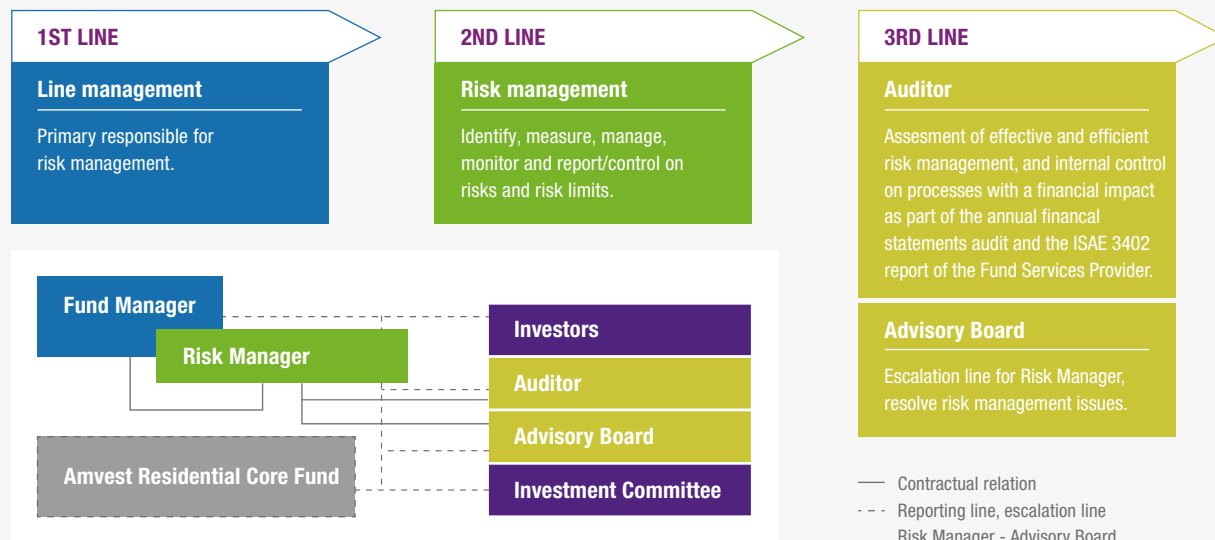 1ST LINE
Line management
Primary responsible for
risk management.
2ND LINE
Risk management
Identify, measure, manage,
monitor and report/control on
risks and risk limits.
3RD LINE
Auditor
Assesment of effective and efficient
risk management, and internal control
on processes with a financial impact
as part of the annual financal
statements audit and the ISAE 3402
report of the Fund Services Provider.
Advisory Board
Escalation line for Risk Manager,
resolve risk management issues.
Fund Manager
Risk Manager
Amvest Residential Core Fund
Investors
Auditor
Advisory Board
Investment Committee
Contractual relation
Reporting line, escalation line
Risk Manager - Advisory Board